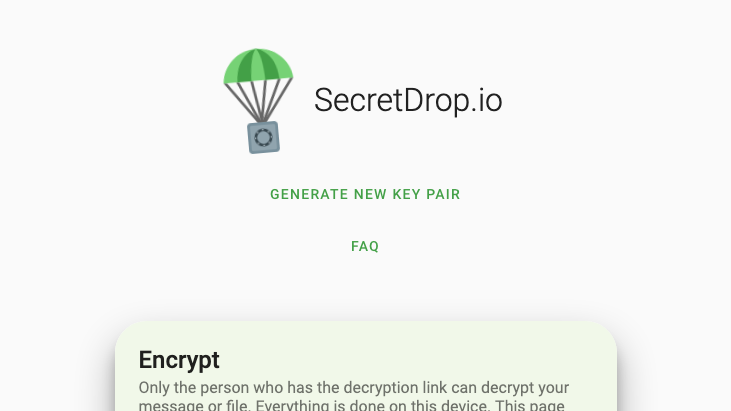 SecretDrop.io
GENERATE NEW KEY PAIR
FAQ
Encrypt
Only the person who has the decryption link can decrypt your
message or file. Everything is done on this device. This page